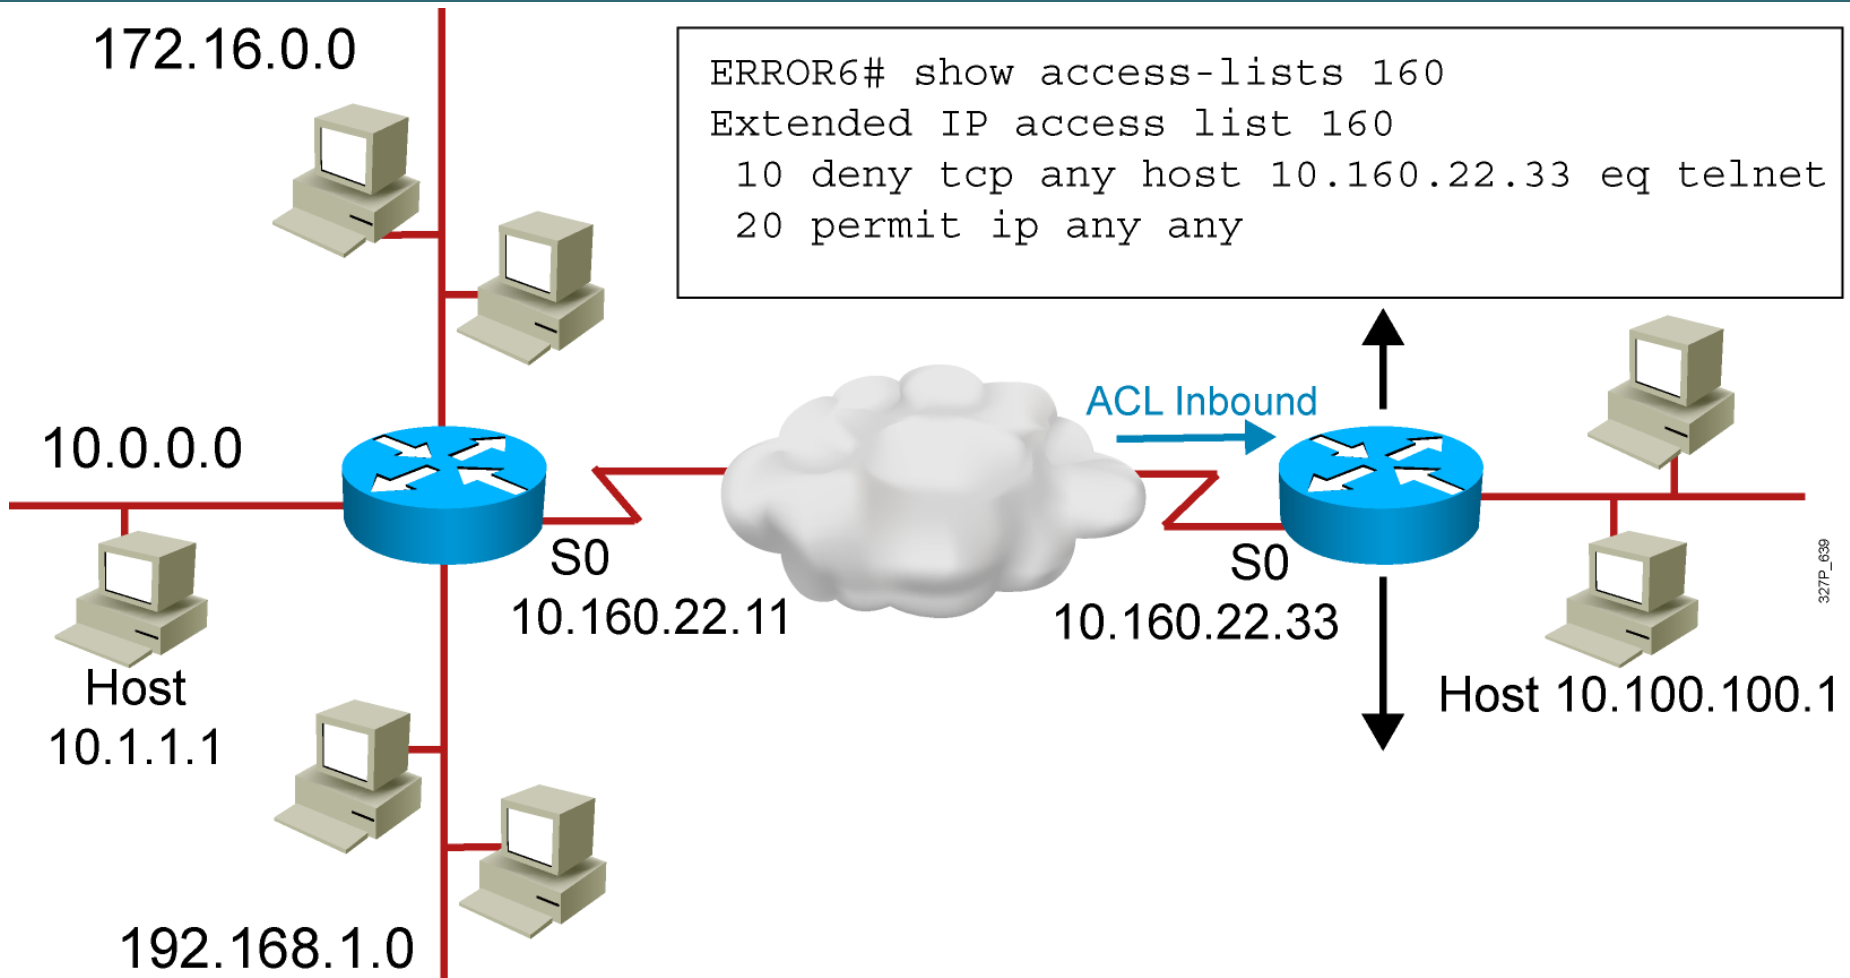 172.16.0.0
ERROR6# show access-lists 160
Extended IP access list 160
10 deny tcp any host 10.160.22.33 eq telnet
20 permit ip any any
ACL Inbound
10.0.0.0
S0
10.160.22.11
S0
10.160.22.33
327P_639
Host
10.1.1.1
Host 10.100.100.1
192.168.1.0